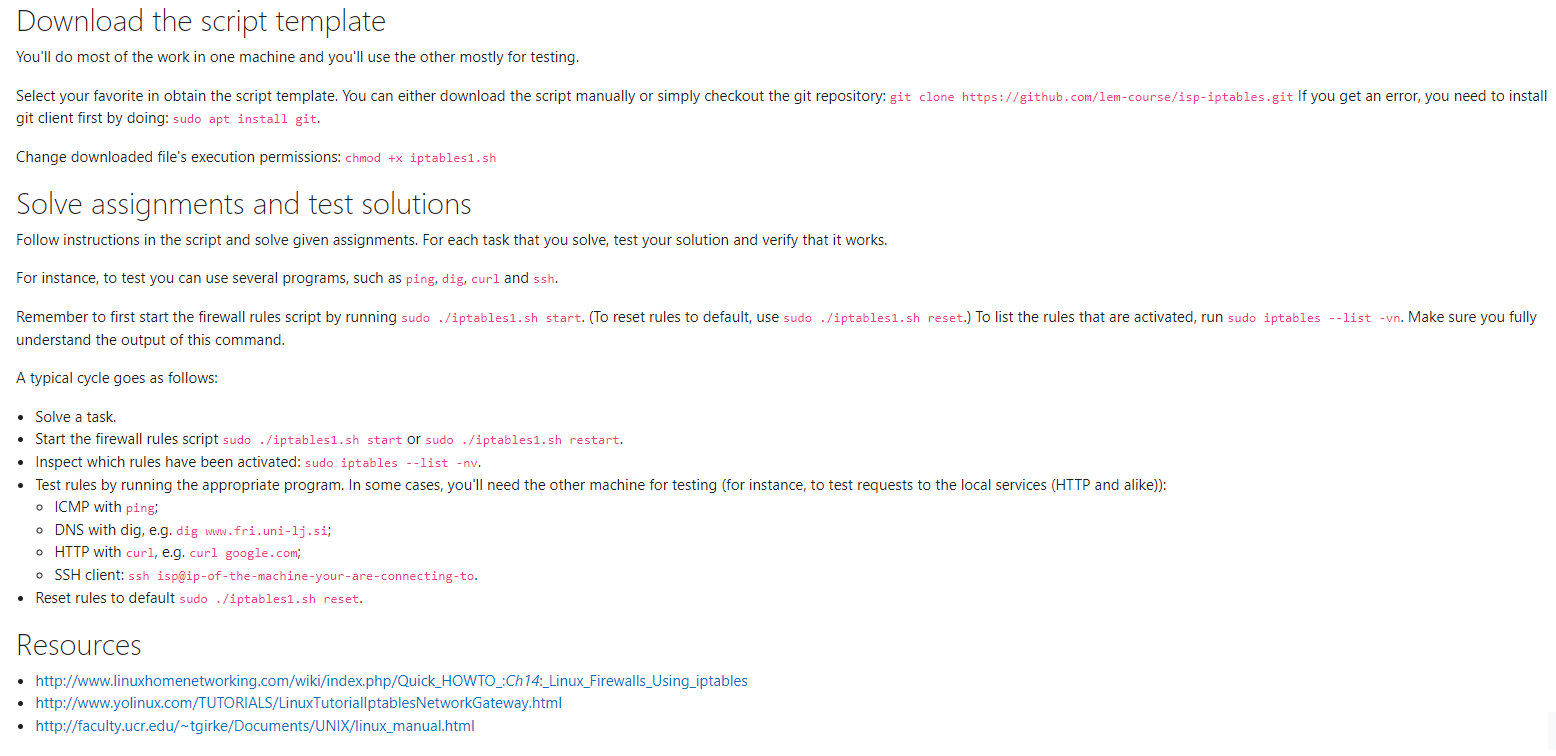 Download the script template
You'll do most of the work in one machine and you'll use the other mostly for testing.
Select your favorite in obtain the script template. You can either download the script manually or simply checkout the git repository: git clone https://github.com/lem-course/isp-iptables.git If you get an error, you need to install
git client first by doing: sudo apt install git.
Change downloaded file's execution permissions: chmod +x iptables1.sh
Solve assignments and test solutions
Follow instructions in the script and solve given assignments. For each task that you solve, test your solution and verify that it works.
For instance, to test you can use several programs, such as ping, dig, curl and ssh.
Remember to first start the firewall rules script by running sudo ./iptables1.sh start. (To reset rules to default, use sudo ./iptables1.sh reset.) To list the rules that are activated, run sudo iptables --list -vn. Make sure you fully
understand the output of this command.
A typical cycle goes as follows:
• Solve a task.
• Start the firewall rules script sudo ./iptables1.sh start or sudo ./iptables1.sh restart.
• Inspect which rules have been activated: sudo iptables --list -nv.
• Test rules by running the appropriate program. In some cases, you'll need the other machine for testing (for instance, to test requests to the local services (HTTP and alike)):
◦ ICMP with ping;
◦ DNS with dig, e.g. dig www.fri.uni-lj.si;
◦ HTTP with curl, e.g. curl google.com;
◦ SSH client: ssh isp@ip-of-the-machine-your-are-connecting-to.
• Reset rules to default sudo ./iptables1.sh reset.
Resources
• http://www.linuxhomenetworking.com/wiki/index.php/Quick_HOWTO_:Ch14:_Linux_Firewalls_Using_iptables
• http://www.yolinux.com/TUTORIALS/LinuxTutorialIptablesNetworkGateway.html
• http://faculty.ucr.edu/~tgirke/Documents/UNIX/linux_manual.html